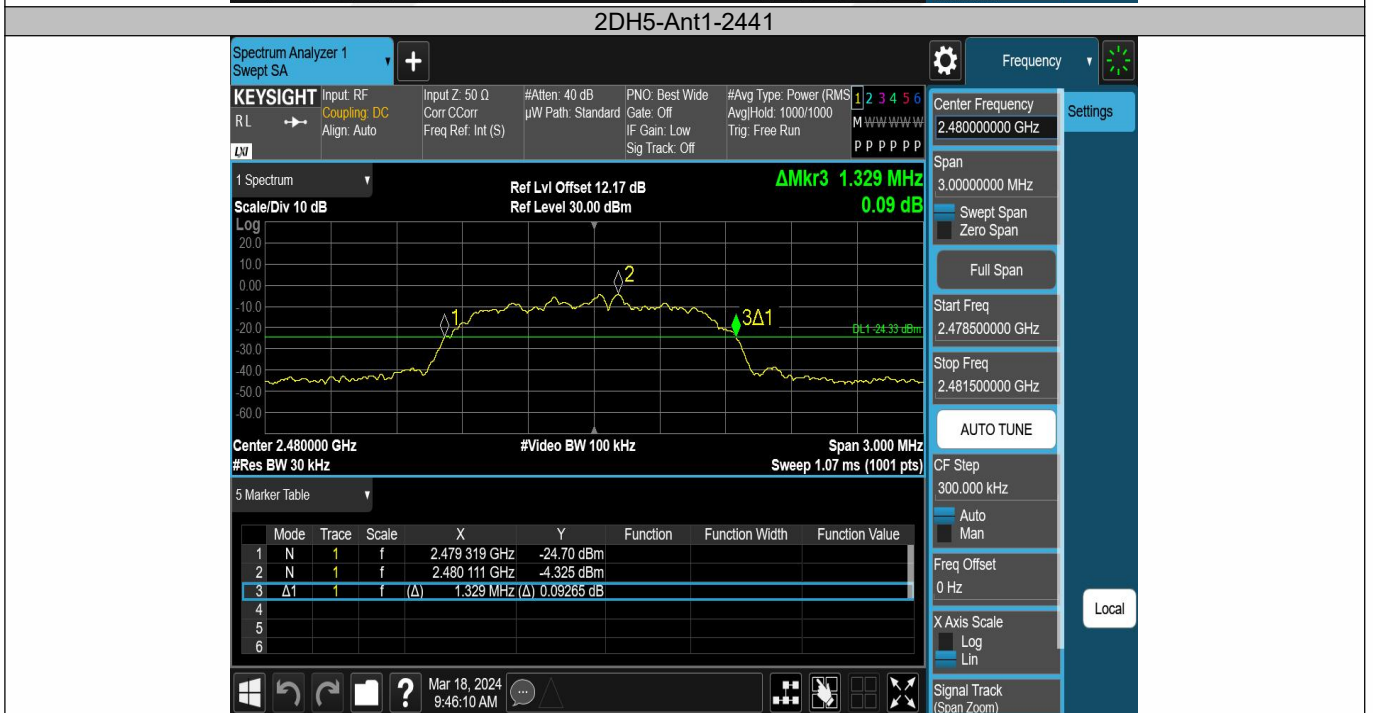 2DH5-Ant1-2441
Spectrum Analyzer 1
Swept SA
+
Frequency
KEYSIGHT
RL
LXI
Input: RF
Coupling: DC
Align: Auto
Input Z: 50 Ω
Corr CCorr
Freq Ref: Int (S)
#Atten: 40 dB
µW Path: Standard
PNO: Best Wide
Gate: Off
IF Gain: Low
Sig Track: Off
#Avg Type: Power (RMS
Avg|Hold: 1000/1000
Trig: Free Run
1 2 3 4 5 6
M W W W W W
P P P P P P
Center Frequency
2.480000000 GHz
Settings
Span
3.00000000 MHz
Swept Span
Zero Span
Full Span
Start Freq
2.478500000 GHz
Stop Freq
2.481500000 GHz
AUTO TUNE
CF Step
300.000 kHz
Auto
Man
Freq Offset
0 Hz
X Axis Scale
Log
Lin
Signal Track
(Span Zoom)
Local
1 Spectrum
Scale/Div 10 dB
Ref Lvl Offset 12.17 dB
Ref Level 30.00 dBm
ΔMkr3 1.329 MHz
0.09 dB
Log
20.0
10.0
0.00
-10.0
-20.0
-30.0
-40.0
-50.0
-60.0
1
2
3Δ1
DL1 -24.33 dBm
Center 2.480000 GHz
#Video BW 100 kHz
Span 3.000 MHz
#Res BW 30 kHz
Sweep 1.07 ms (1001 pts)
5 Marker Table
Mode Trace Scale X Y Function Function Width Function Value
1 N 1 f 2.479 319 GHz -24.70 dBm
2 N 1 f 2.480 111 GHz -4.325 dBm
3 Δ1 1 f (Δ) 1.329 MHz (Δ) 0.09265 dB
4
5
6
?
Mar 18, 2024
9:46:10 AM